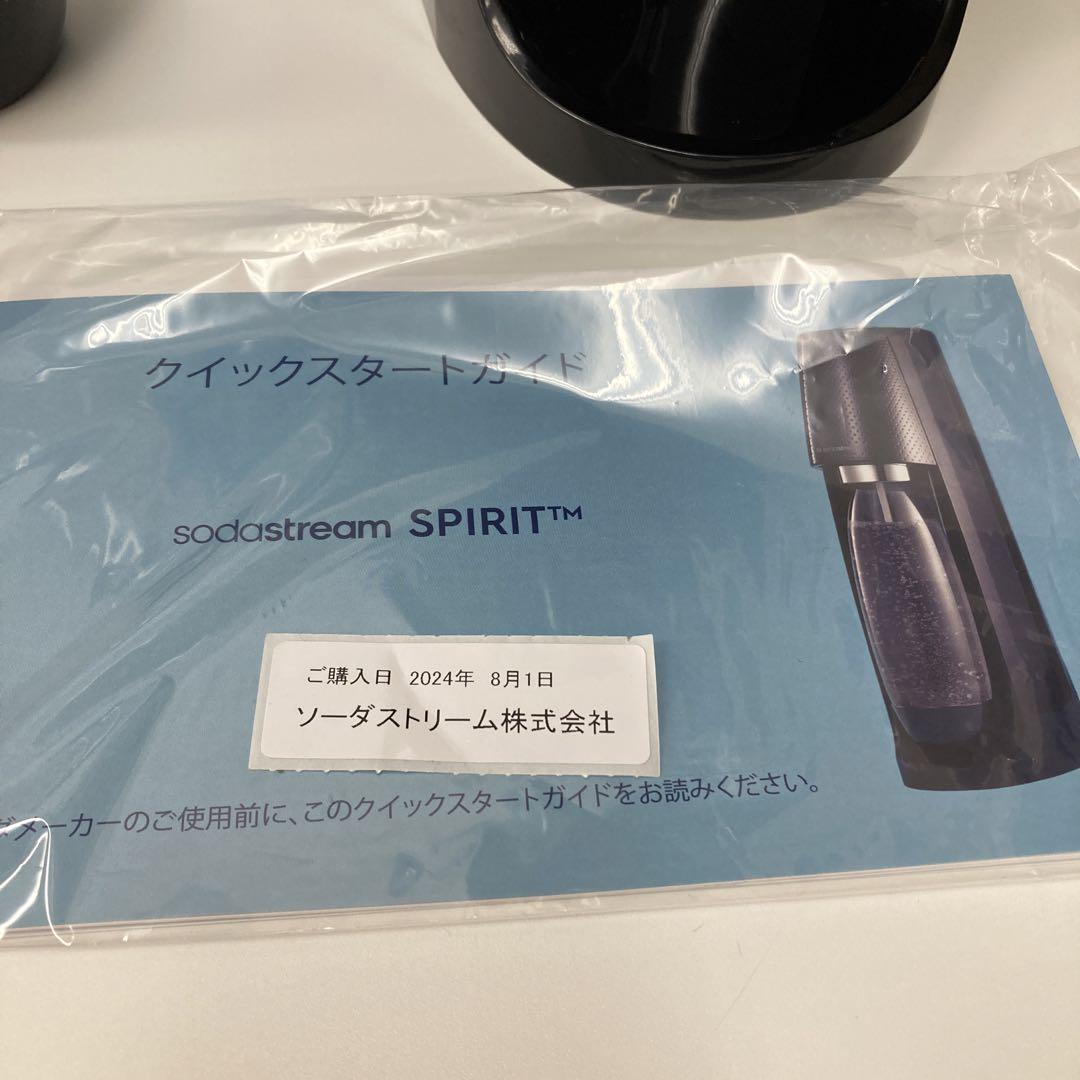 クイックスタートガイド
sodastream SPIRIT™
ご購入日 2024年 8月1日
ソーダストリーム株式会社
メーカーのご使用前に、このクイックスタートガイドをお読みください。